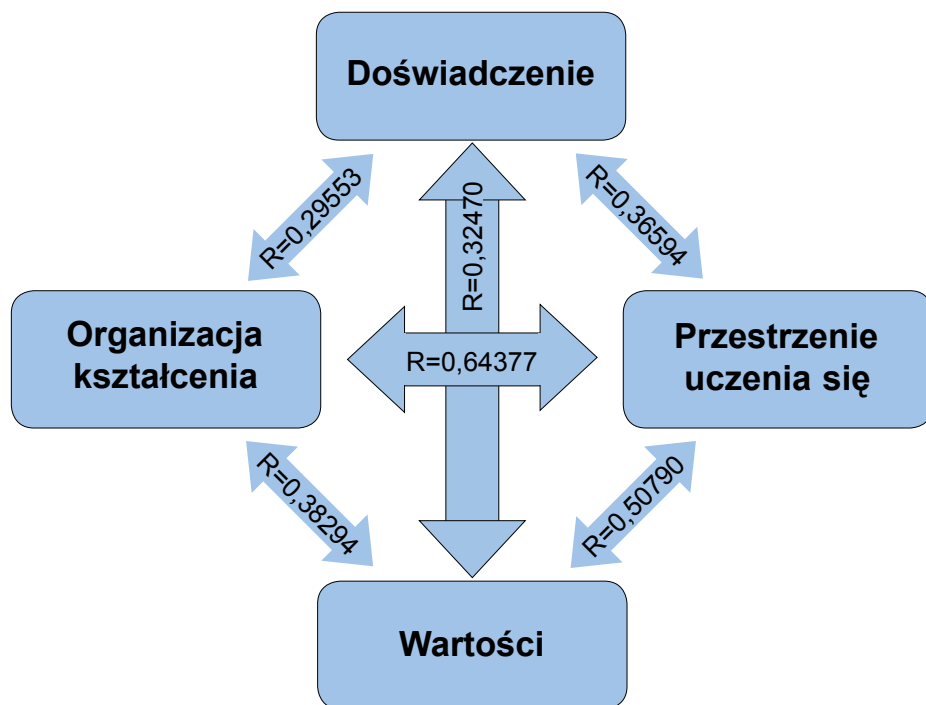 Doświadczenie
R=0,29553
R=0,32470
R=0,36594
Organizacja
kształcenia
R=0,64377
Przestrzenie
uczenia się
R=0,38294
R=0,50790
Wartości